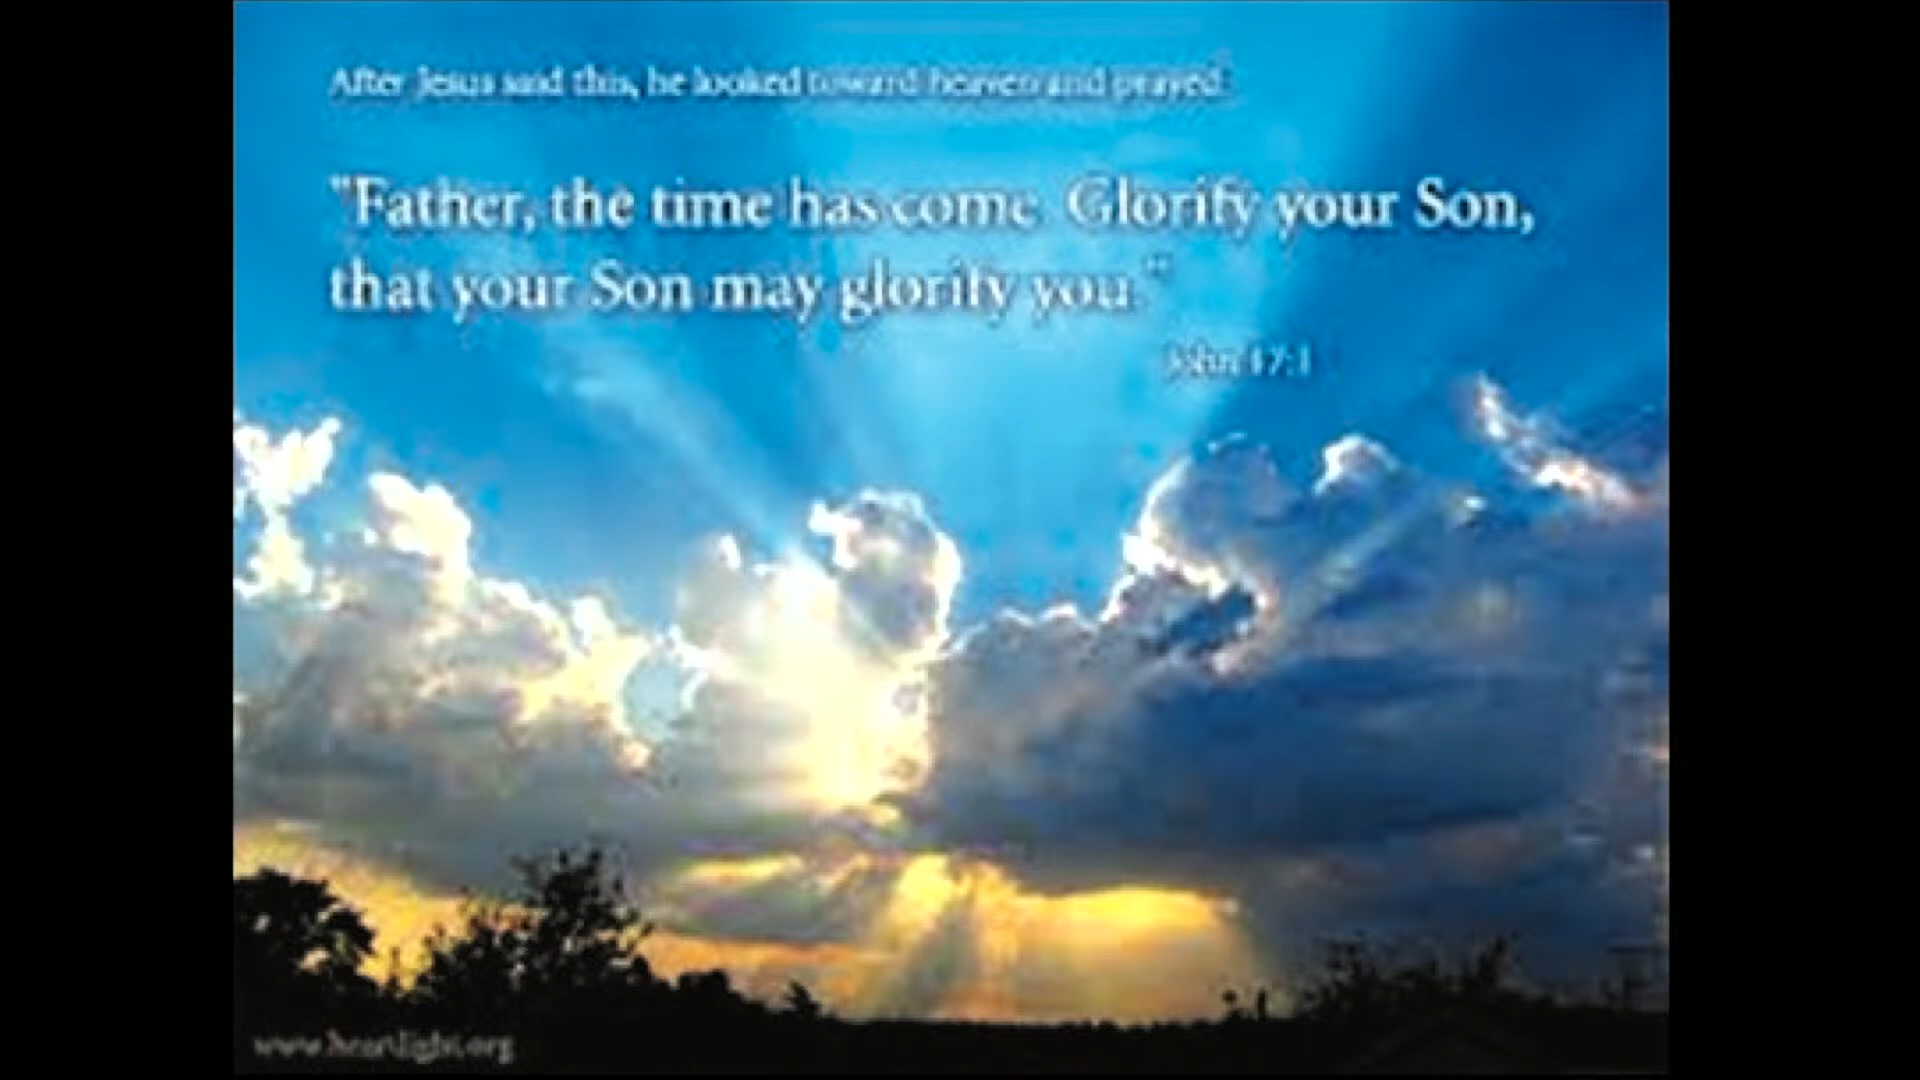 After Jesus said this, he looked toward heaven and prayed:
"Father, the time has come. Glorify your Son,
that your Son may glorify you."
John 17:1
www.heartlight.org